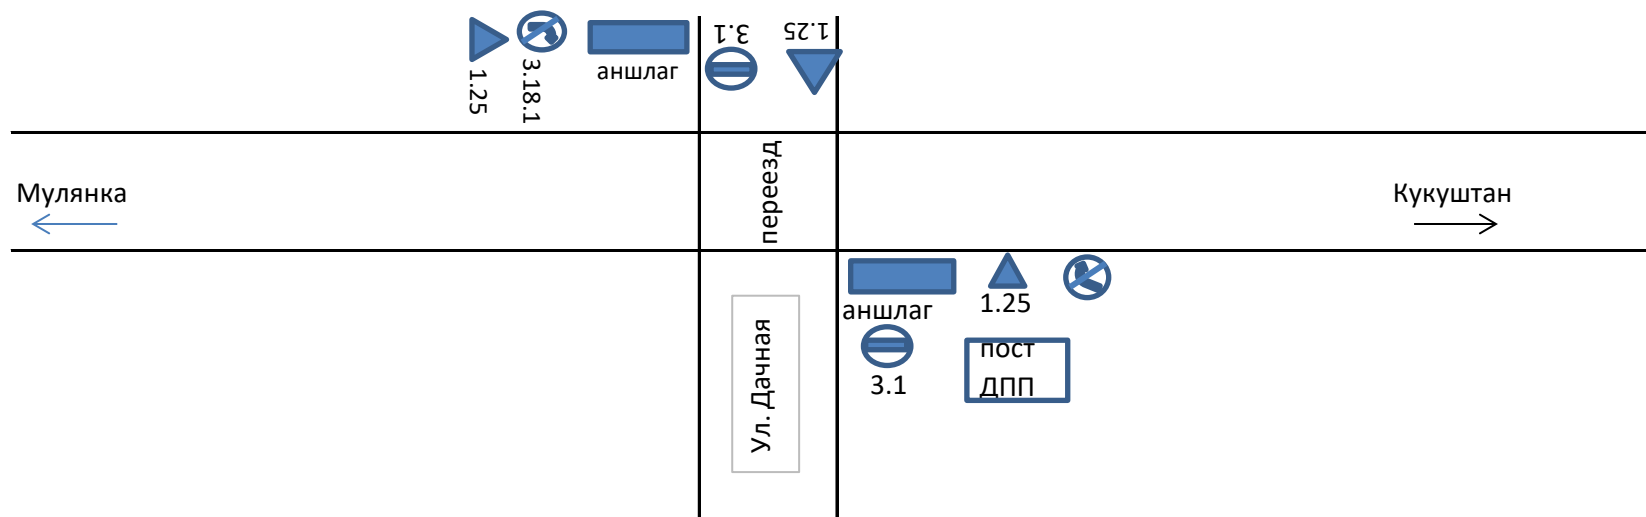 3.1
1.25
1.25
3.18.1
аншлаг
переезд
Мулянка
Кукуштан
аншлаг
1.25
3.1
пост
ДПП
Ул. Дачная